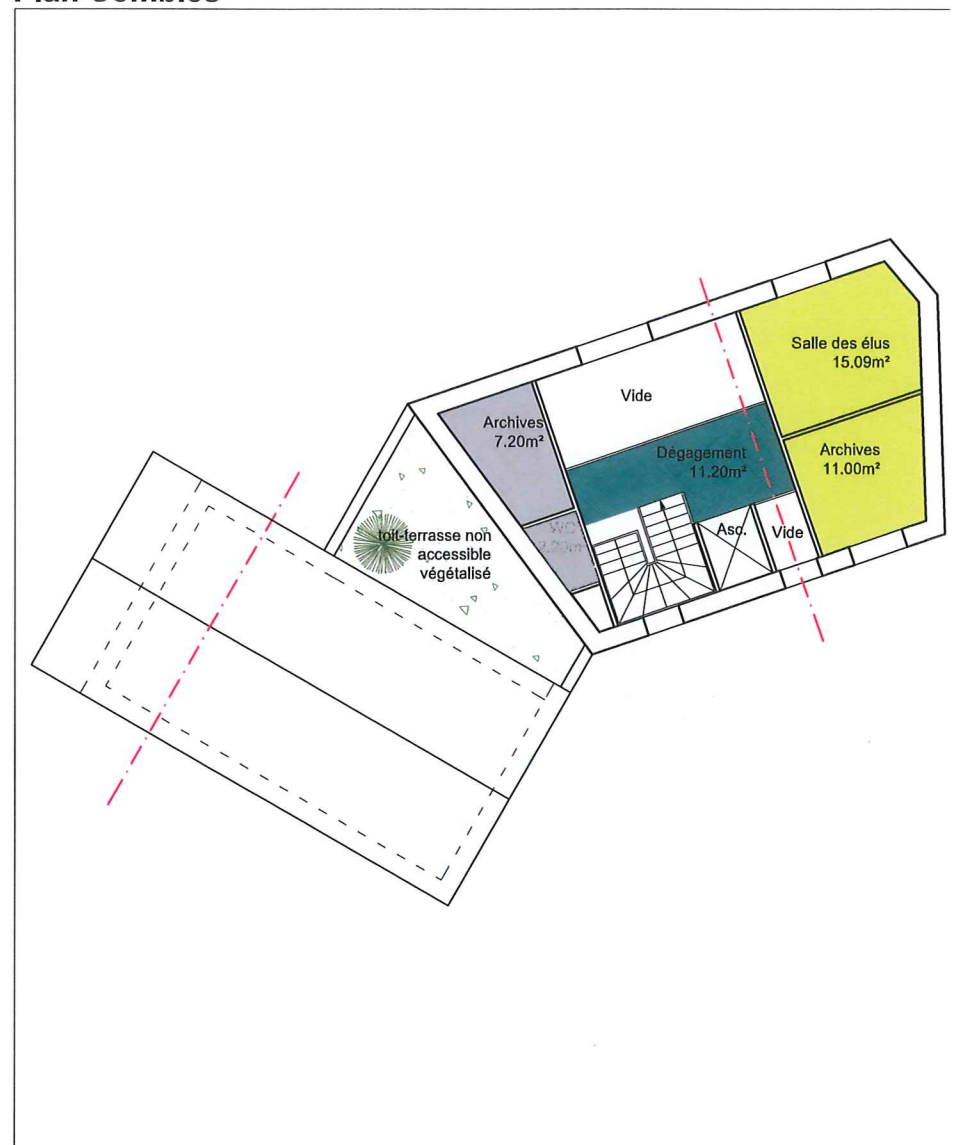 Plan combles
Salle des élus
15.09m²
Vide
Archives
7.20m²
Archives
11.00m²
Dégagement
11.20m²
WC
Asc.
Vide
toit-terrasse non
accessible
végétalisé